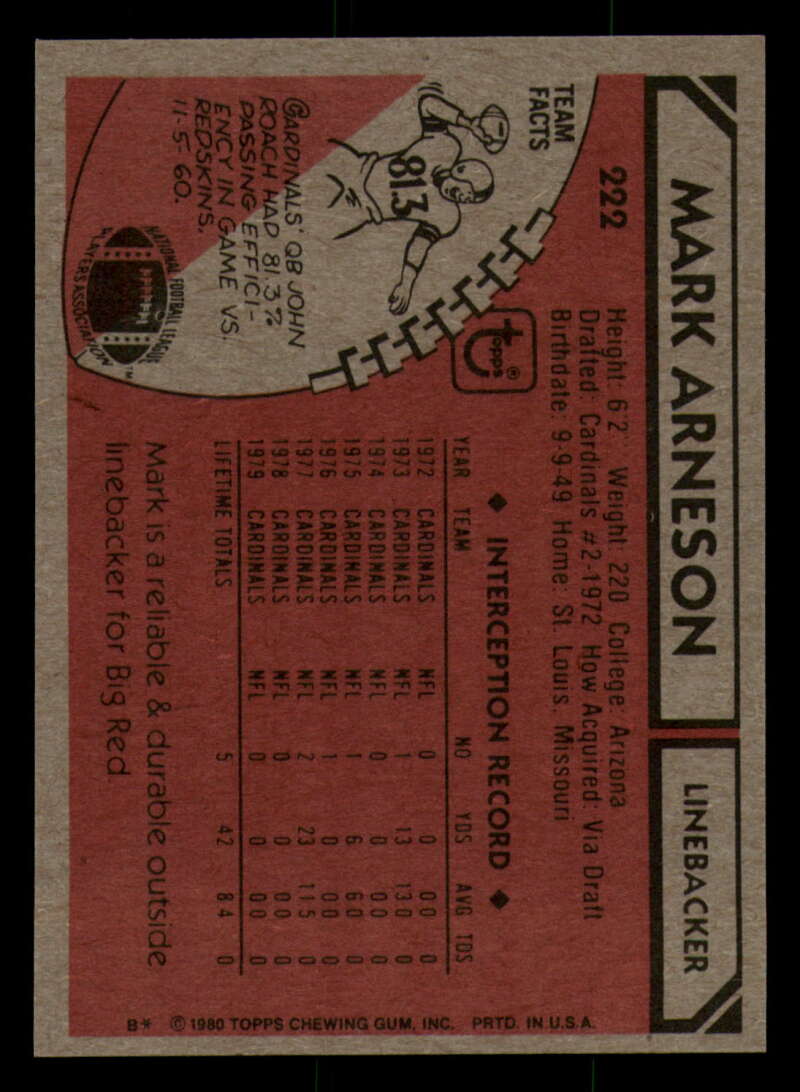 MARK ARNESON
LINEBACKER
222
Height: 6'2" Weight: 220 College: Arizona
Drafted: Cardinals #2-1972 How Acquired: Via Draft
Birthdate: 9-9-49 Home: St. Louis, Missouri
TEAM
FACTS
81.3
CARDINALS' QB JOHN
ROACH HAD 81.3%
PASSING EFFICI-
ENCY IN GAME VS.
REDSKINS,
11-5-60.
topps®
NATIONAL FOOTBALL LEAGUE
PLAYERS ASSOCIATION™
◆ INTERCEPTION RECORD ◆
YEAR TEAM NO YDS AVG TDS
1972 CARDINALS NFL 0 0 0.0 0
1973 CARDINALS NFL 1 13 13.0 0
1974 CARDINALS NFL 0 0 0.0 0
1975 CARDINALS NFL 1 6 6.0 0
1976 CARDINALS NFL 1 0 0.0 0
1977 CARDINALS NFL 2 23 11.5 0
1978 CARDINALS NFL 0 0 0.0 0
1979 CARDINALS NFL 0 0 0.0 0
LIFETIME TOTALS 5 42 8.4 0
Mark is a reliable & durable outside
linebacker for Big Red.
B* © 1980 TOPPS CHEWING GUM, INC. PRTD. IN U.S.A.